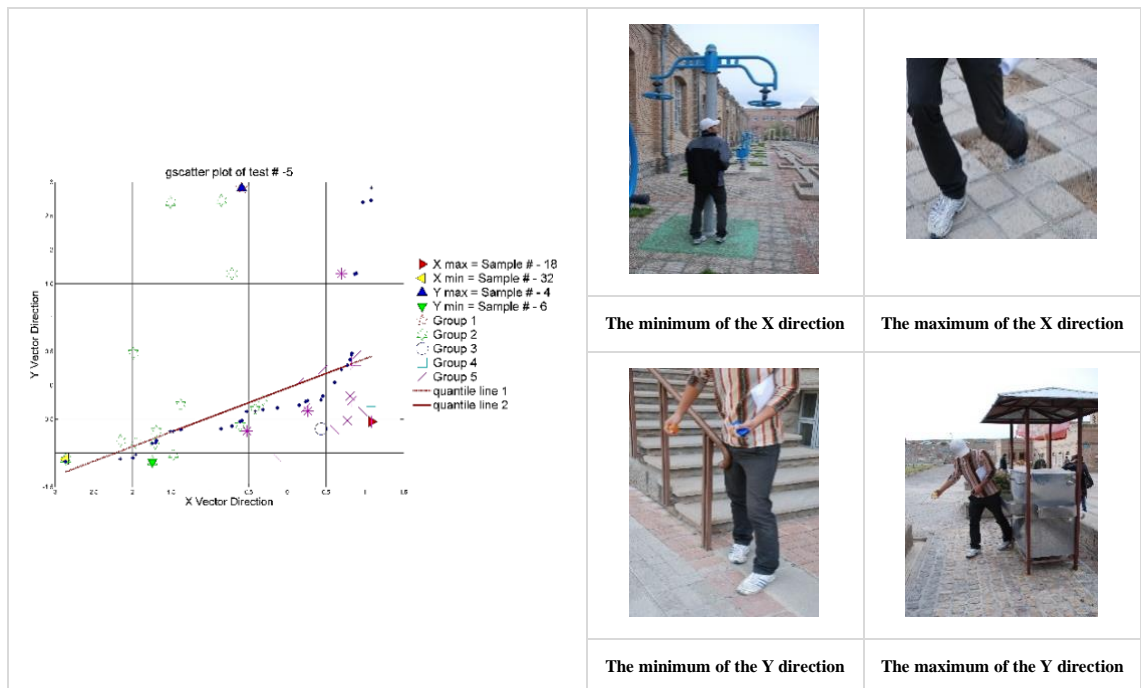 gscatter plot of test # -5
Y Vector Direction
X Vector Direction
X max = Sample # - 18
X min = Sample # - 32
Y max = Sample # - 4
Y min = Sample # - 6
Group 1
Group 2
Group 3
Group 4
Group 5
quantile line 1
quantile line 2
The minimum of the X direction
The maximum of the X direction
The minimum of the Y direction
The maximum of the Y direction